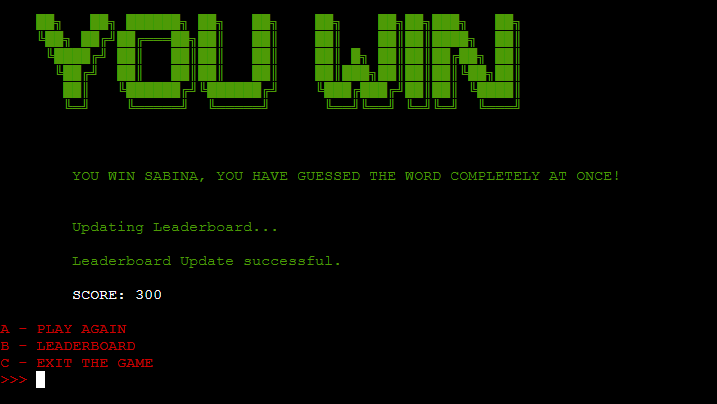 YOU WIN
YOU WIN SABINA, YOU HAVE GUESSED THE WORD COMPLETELY AT ONCE!
Updating Leaderboard...
Leaderboard Update successful.
SCORE: 300
A - PLAY AGAIN
B - LEADERBOARD
C - EXIT THE GAME
>>>